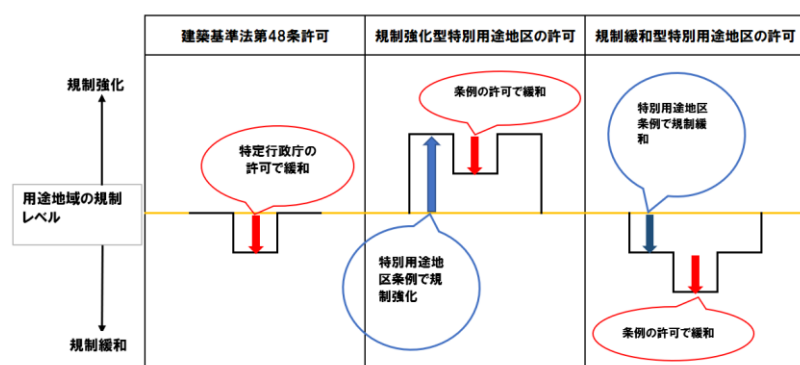 建築基準法第48条許可
規制強化型特別用途地区の許可
規制緩和型特別用途地区の許可
規制強化
用途地域の規制
レベル
規制緩和
特定行政庁の
許可で緩和
条例の許可で緩和
特別用途地
区条例で規
制強化
特別用途地区
条例で規制緩
和
条例の許可で緩和